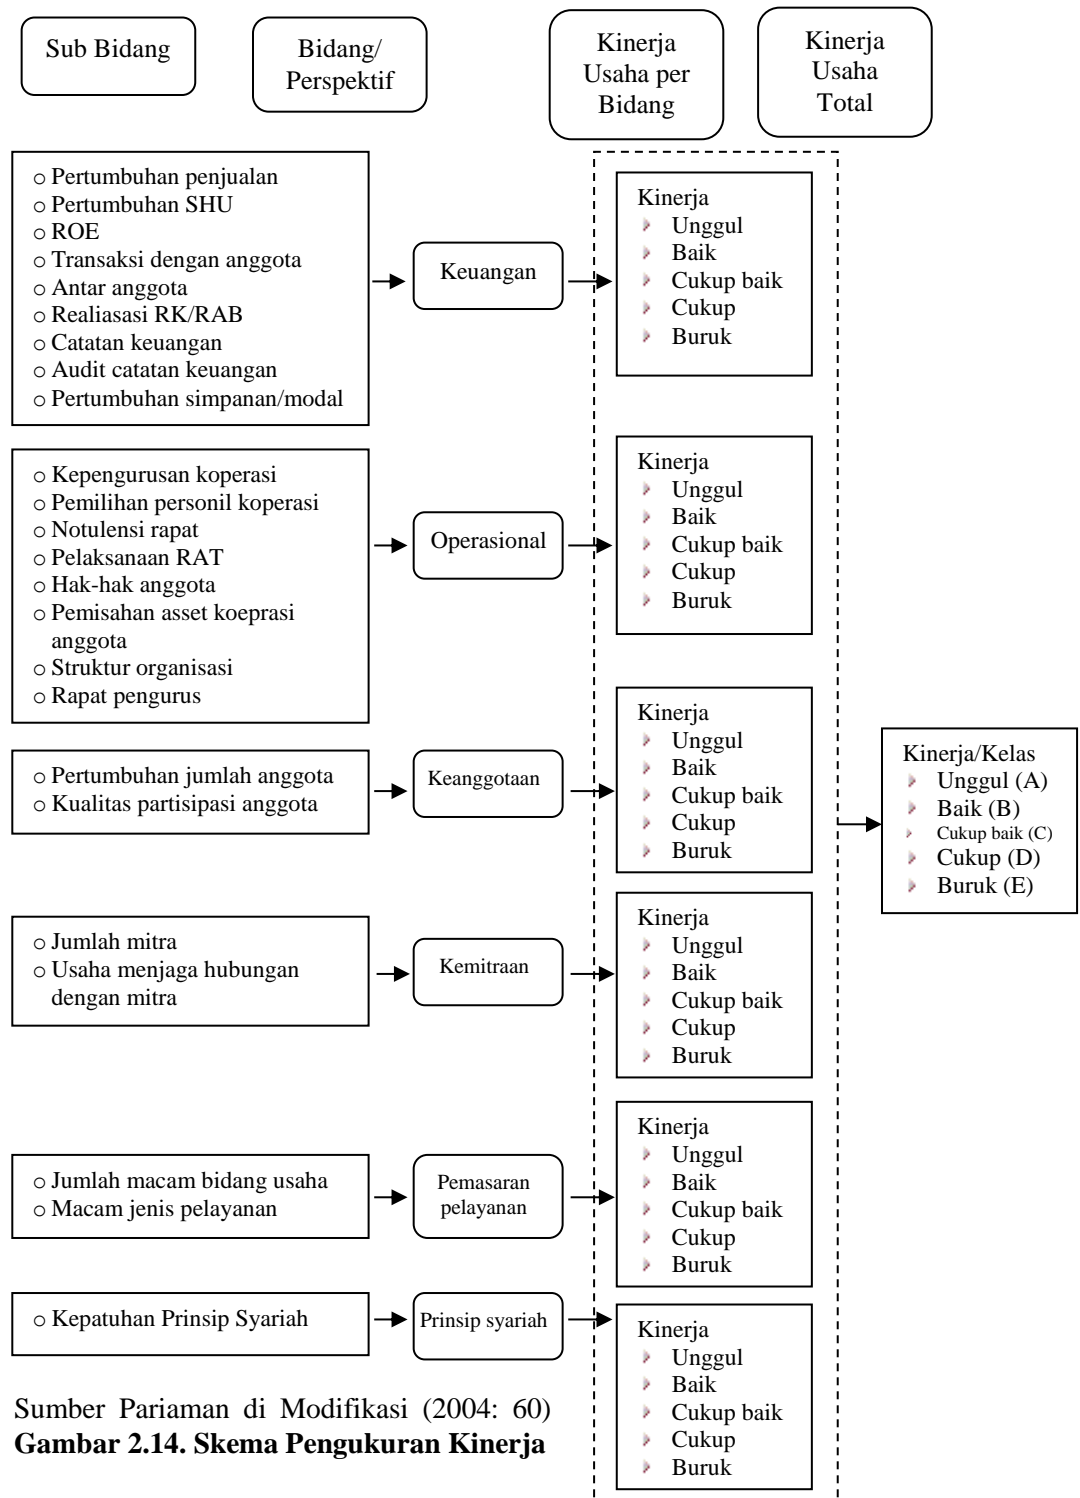 Sub Bidang
Bidang/
Perspektif
Kinerja
Usaha per
Bidang
Kinerja
Usaha
Total
o Pertumbuhan penjualan
o Pertumbuhan SHU
o ROE
o Transaksi dengan anggota
o Antar anggota
o Realiasasi RK/RAB
o Catatan keuangan
o Audit catatan keuangan
o Pertumbuhan simpanan/modal
Keuangan
Kinerja
Unggul
Baik
Cukup baik
Cukup
Buruk
o Kepengurusan koperasi
o Pemilihan personil koperasi
o Notulensi rapat
o Pelaksanaan RAT
o Hak-hak anggota
o Pemisahan asset koeprasi
anggota
o Struktur organisasi
o Rapat pengurus
Operasional
Kinerja
Unggul
Baik
Cukup baik
Cukup
Buruk
o Pertumbuhan jumlah anggota
o Kualitas partisipasi anggota
Keanggotaan
Kinerja
Unggul
Baik
Cukup baik
Cukup
Buruk
Kinerja/Kelas
Unggul (A)
Baik (B)
Cukup baik (C)
Cukup (D)
Buruk (E)
o Jumlah mitra
o Usaha menjaga hubungan
dengan mitra
Kemitraan
Kinerja
Unggul
Baik
Cukup baik
Cukup
Buruk
o Jumlah macam bidang usaha
o Macam jenis pelayanan
Pemasaran
pelayanan
Kinerja
Unggul
Baik
Cukup baik
Cukup
Buruk
o Kepatuhan Prinsip Syariah
Prinsip syariah
Kinerja
Unggul
Baik
Cukup baik
Cukup
Buruk
Sumber Pariaman di Modifikasi (2004: 60)
Gambar 2.14. Skema Pengukuran Kinerja